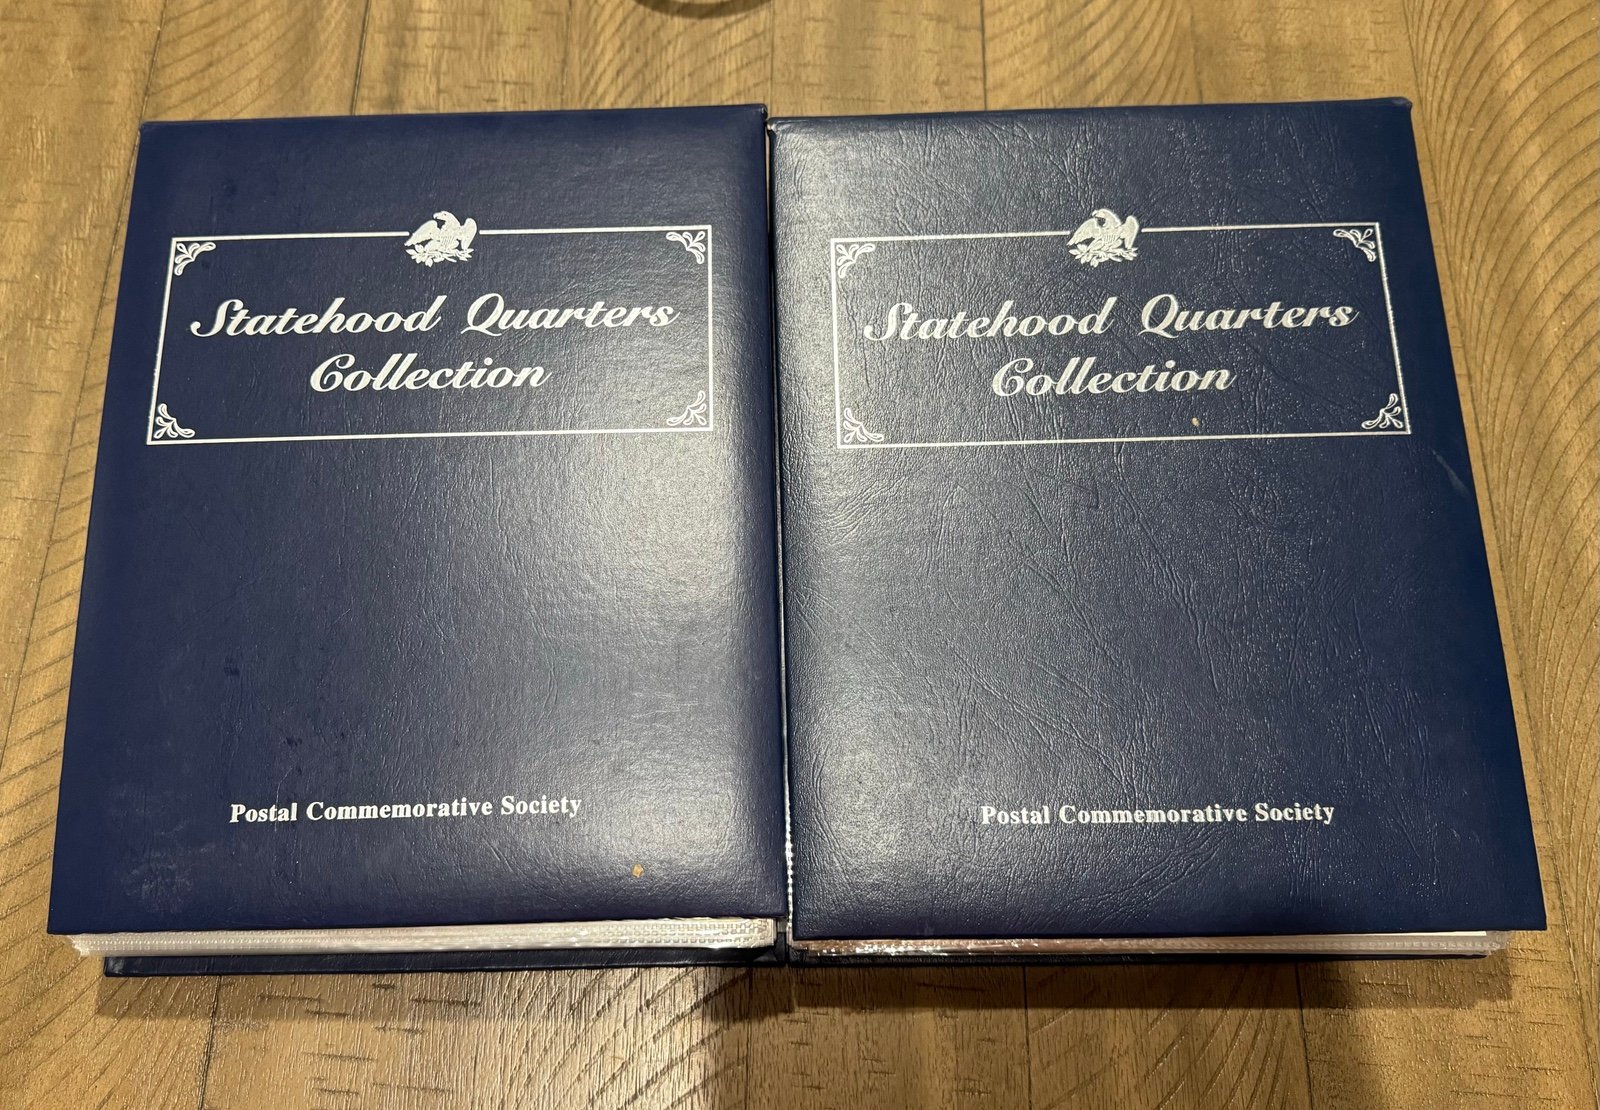 Statehood Quarters
Collection
Postal Commemorative Society
Statehood Quarters
Collection
Postal Commemorative Society